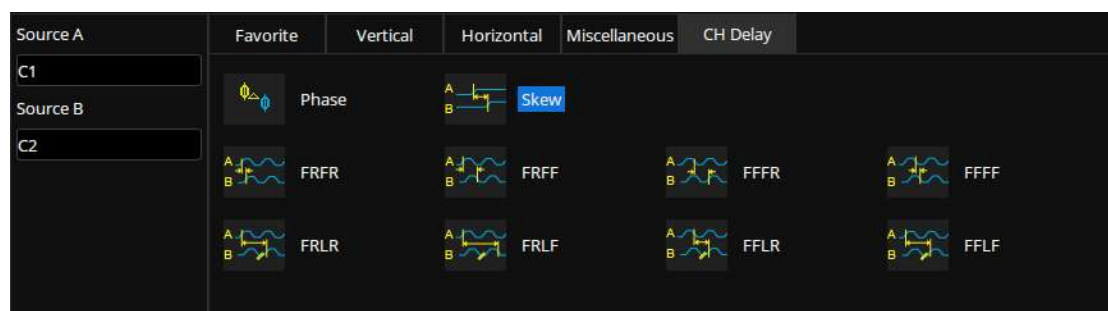 Source A
C1
Source B
C2
Favorite Vertical Horizontal Miscellaneous CH Delay
Phase A B Skew
A B FRFR A B FRFF A B FFFR A B FFFF
A B FRLR A B FRLF A B FFLR A B FFLF